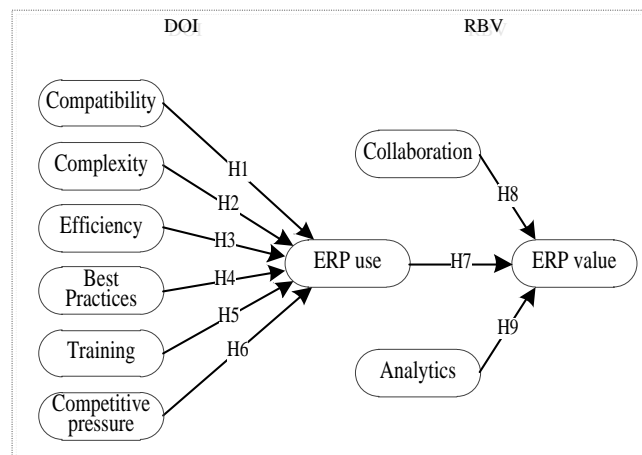 DOI
RBV
Compatibility
Complexity
Efficiency
Best
Practices
Training
Competitive
pressure
H1
H2
H3
H4
H5
H6
ERP use
H7
Collaboration
H8
Analytics
H9
ERP value